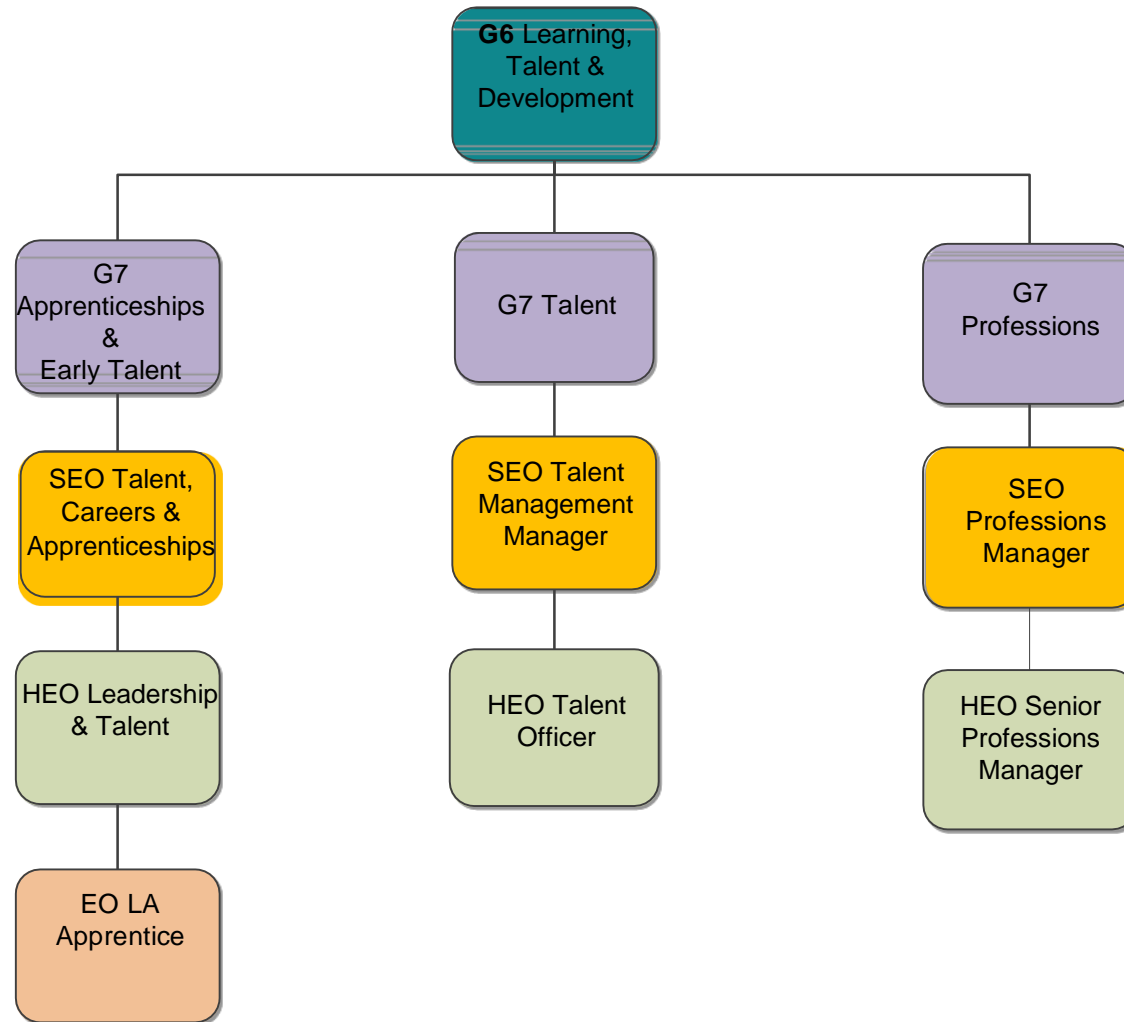 G6 Learning,
Talent &
Development
G7
Apprenticeships
&
Early Talent
G7 Talent
G7
Professions
SEO Talent,
Careers &
Apprenticeships
SEO Talent
Management
Manager
SEO
Professions
Manager
HEO Leadership
& Talent
HEO Talent
Officer
HEO Senior
Professions
Manager
EO LA
Apprentice